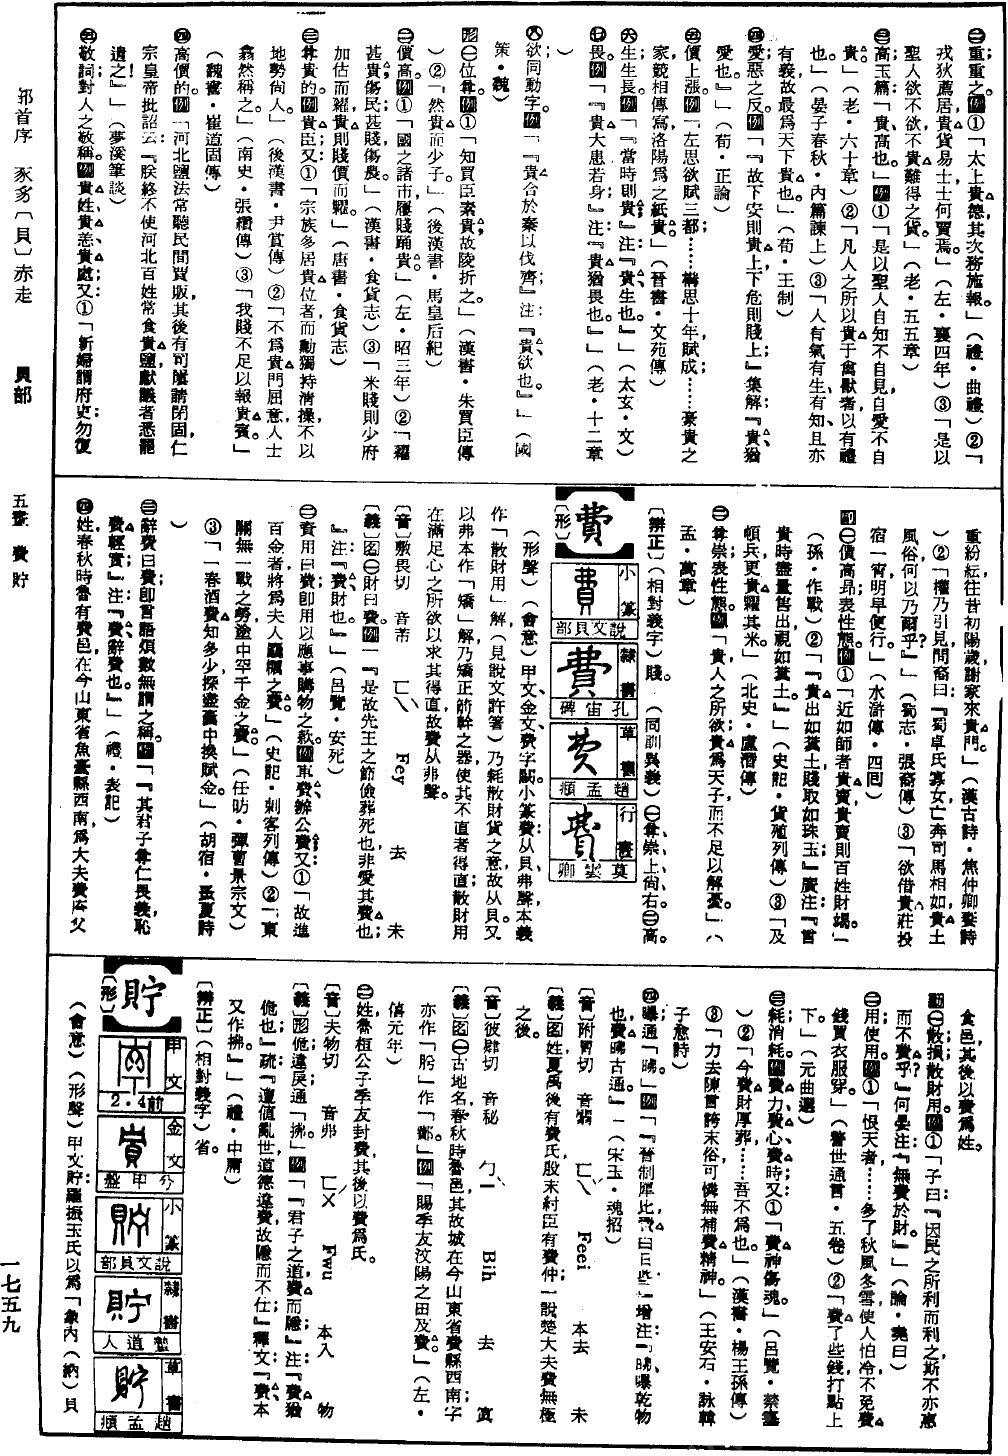 ㊁重重之。例①「太上貴德，其次務施報。」（禮・曲禮）②「
戎狄薦居貴貨易土土何賈焉。」（左・襄四年）③「是以
聖人欲不欲不貴難得之貨。」（老・五五章）
㊂高玉篇：「貴，高也。」例①「是以聖人自知不自見自愛不自
貴。」（老・六十章）②「凡人之所以貴于禽獸者以有禮
也。」（晏子春秋・內篇諫上）③「人有氣有生有知且亦
有義故最爲天下貴也。」（荀・王制）
㊃愛惡之反。例「『故下安則貴上下危則賤上』集解『貴猶
愛也。』」（荀・正論）
㊄價上漲。例「左思欲賦三都……構思十年賦成……豪貴之
家競相傳寫洛陽爲之紙貴。」（晉書・文苑傳）
㊅生生長。例「『當時則貴』注『貴生也。』」（太玄・文）
㊆畏。例「『貴大患若身』注『貴猶畏也。』」（老・十二章
）
㊇欲同動字。例「『貴合於秦以伐齊』注『貴欲也。』」（國
策・魏）
形㊀位尊。例①「知買臣素貴故陵折之。」（漢書・朱買臣傳
）②「然貴而少子。」（後漢書・馬皇后紀）
㊁價高。例①「國之諸市屨賤踊貴。」（左・昭三年）②「糴
甚貴傷民甚賤傷農。」（漢書・食貨志）③「米賤則少府
加估而糴貴則賤價而糶。」（唐書・食貨志）
㊂尊貴的。例貴臣又①「宗族多居貴位者而勳獨持清操不以
地勢尙人。」（後漢書・尹賞傳）②「不爲貴門屈意人士
翕然稱之。」（南史・張稷傳）③「我賤不足以報貴賓。」
（魏書・崔道固傳）
㊃高價的。例「河北鹽法常聽民間買販其後有司屢請閉固仁
宗皇帝批詔云『朕終不使河北百姓常食貴鹽獻議者悉罷
遣之』」（夢溪筆談）
㊄敬詞對人之敬稱。例貴姓、貴恙、貴處又①「新婦謂府吏勿復
重紛紜往昔初陽歲謝家來貴門。」（漢古詩・焦仲卿妻詩
）②「權乃引見問裔曰『蜀卓氏寡女亡奔司馬相如貴土
風俗何以乃爾乎？』」（蜀志・張裔傳）③「欲借貴莊投
宿一宵明早便行。」（水滸傳・四回）
副㊀價高昻表性態。例①「近如師者貴賣貴賣則百姓財竭。」
（孫・作戰）②「『貴出如糞土賤取如珠玉』廣注『言
貴時盡量售出視如糞土。』」（史記・貨殖列傳）③「及
頓兵更貴糶其米。」（北史・盧潛傳）
㊁尊崇表性態。例「貴人之所欲貴爲天子而不足以解憂。」（
孟・萬章）
〔辨正〕（相對義字）賤。（同訓異義）㊀尊、崇、上、尙、右。㊁高。
費
〔形〕
小篆 說文貝部
隸書 孔宙碑
草書 趙孟頫
行書 莫雲卿
（形聲）（會意）甲文、金文、費字闕。小篆費从貝，弗聲。本義
作「散財用」解（見說文許箸）乃耗散財貨之意故从貝。又
以弗本作「矯」解乃矯正箭幹之器使其不直者得直散財用
在滿足心之所欲以求其得直故費从弗聲。
〔音〕敷畏切 音芾 ㄈㄟˋ Fey 去 未
〔義〕名㊀財曰費。例一『是故先王之節儉葬死也非愛其費也；
』注『費財也。』」（呂覽・安死）
㊁資用曰費卽用以應事購物之款。例軍費、辦公費又①「故進
百金者將爲夫人麤糲之費。」（史記・刺客列傳）②「東
關無一戰之勞塗中罕千金之費。」（任昉・彈曹景宗文）
③「一春酒費知多少探盡囊中換賦金。」（胡宿・孟夏詩
）
㊂辭費曰費卽言語煩數無謂之稱。例「『其君子尊仁畏義恥
費輕實』注『費辭費也。』」（禮・表記）
㊃姓。春秋時魯有費邑，在今山東省魚臺縣西南，爲大夫費庈父
食邑，其後以費爲姓。
動㊀散損散財用。例①「子曰『因民之所利而利之斯不亦惠
而不費乎？』何晏注：『無費於財。』」（論・堯曰）
㊁用使用。例①「恨天者……多了秋風冬雪使人怕冷不免費
錢買衣服穿。」（警世通言・五卷）②「費了些錢打點上
下。」（元曲選）
㊂耗消耗。例費力、費心、費時又①「費神傷魂。」（呂覽・禁塞
）②「今費財厚葬……吾不爲也。」（漢書・楊王孫傳）
③「力去陳言誇末俗可憐無補費精神。」（王安石・詠韓
子愈詩）
㊃曝通「昲」。例「『晉制犀比費白日些』增注『昲曝乾物
也費昲古通。』」（宋玉・魂招）
〔音〕附胃切 音翡 ㄈㄟˋ Feei 本去 未
〔義〕名姓夏禹後有費氏殷末紂臣有費仲一說楚大夫費無極
之後。
〔音〕彼肄切 音秘 ㄅㄧˋ Bih 去 寘
〔義〕名㊀古地名春秋時魯邑其故城在今山東省費縣西南字
亦作「肹」作「鄪」。例「賜季友汶陽之田及費。」（左・
僖元年）
㊁姓魯桓公子季友封費其後以費爲氏。
〔音〕夫物切 音弗 ㄈㄨˊ Fwu 本入 物
〔義〕形佹違戾通「拂」。例「『君子之道費而隱』注『費猶
佹也』疏『遭値亂世道德違費故隱而不仕』釋文『費本
又作拂。』」（禮・中庸）
〔辨正〕（相對義字）省。
貯
〔形〕
甲文 前4・2
金文 兮甲盤
小篆 說文貝部
隸書 蟄道人
草書 趙孟頫
（會意）（形聲）甲文貯羅振玉氏以爲「象內（納）貝
部首序 豕豸〔貝〕赤走 貝部 五畫 費貯 一七五九